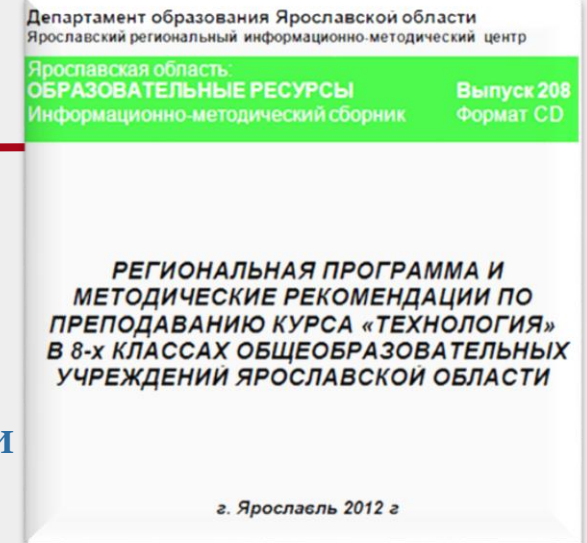 Департамент образования Ярославской области
Ярославский региональный информационно-методический центр
Ярославская область:
ОБРАЗОВАТЕЛЬНЫЕ РЕСУРСЫ Выпуск 208
Информационно-методический сборник Формат CD
РЕГИОНАЛЬНАЯ ПРОГРАММА И
МЕТОДИЧЕСКИЕ РЕКОМЕНДАЦИИ ПО
ПРЕПОДАВАНИЮ КУРСА «ТЕХНОЛОГИЯ»
В 8-х КЛАССАХ ОБЩЕОБРАЗОВАТЕЛЬНЫХ
УЧРЕЖДЕНИЙ ЯРОСЛАВСКОЙ ОБЛАСТИ
и
г. Ярославль 2012 г